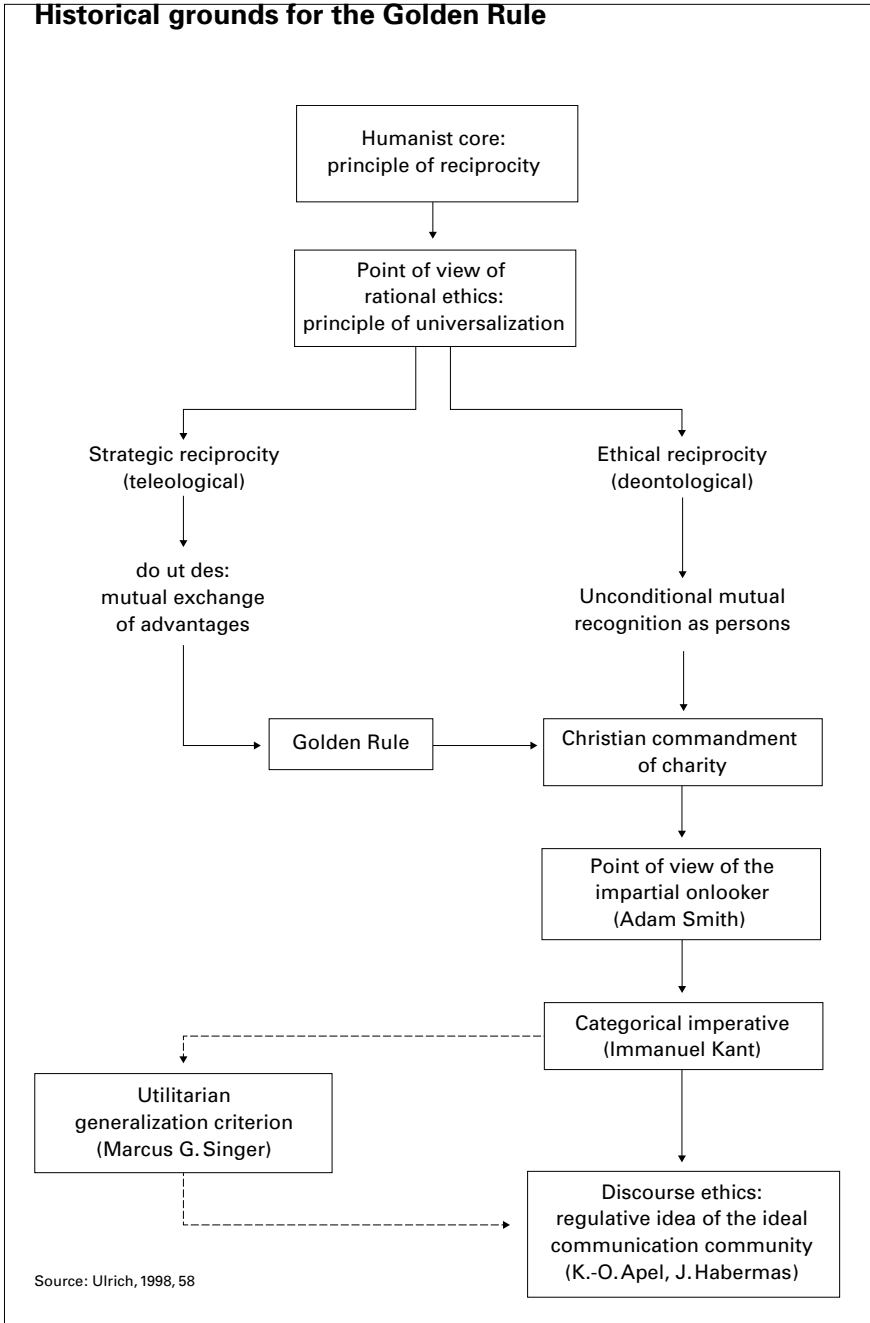 Historical grounds for the Golden Rule
Humanist core:
principle of reciprocity
Point of view of
rational ethics:
principle of universalization
Strategic reciprocity
(teleological)
Ethical reciprocity
(deontological)
do ut des:
mutual exchange
of advantages
Unconditional mutual
recognition as persons
Golden Rule
Christian commandment
of charity
Point of view of the
impartial onlooker
(Adam Smith)
Categorical imperative
(Immanuel Kant)
Utilitarian
generalization criterion
(Marcus G. Singer)
Discourse ethics:
regulative idea of the ideal
communication community
(K.-O. Apel, J. Habermas)
Source: Ulrich, 1998, 58